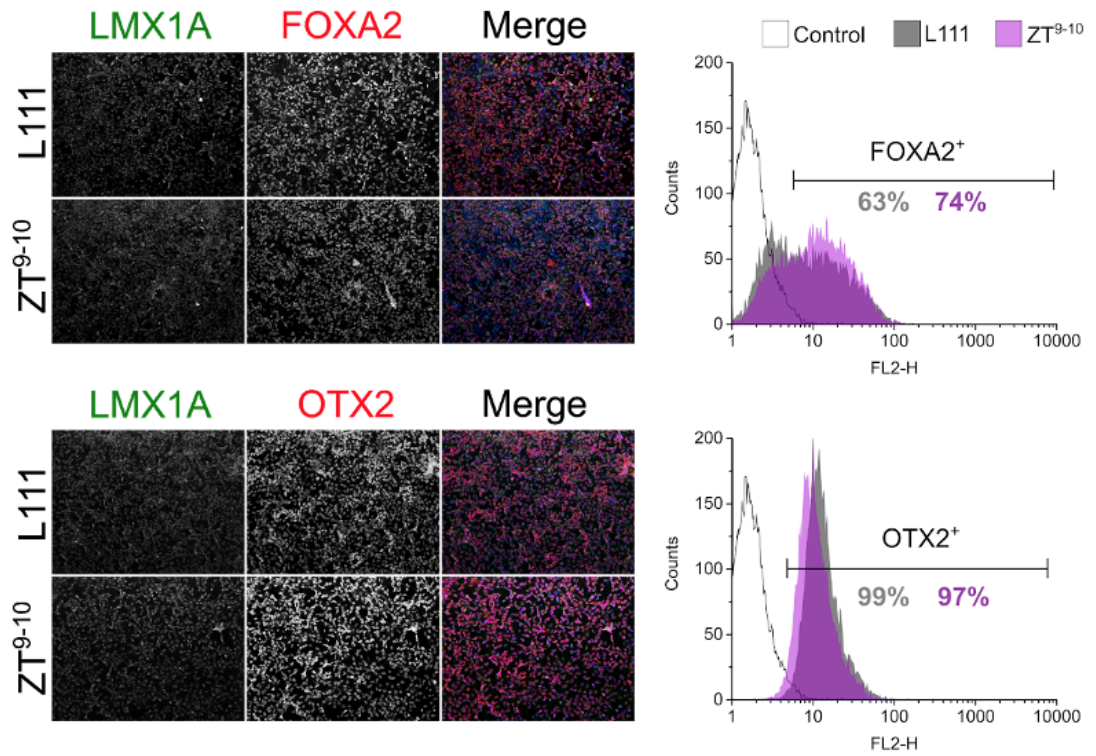 LMX1A FOXA2 Merge
L111
ZT9-10
Control L111 ZT9-10
200
150
100
50
0
Counts
FOXA2+
63% 74%
1 10 100 1000 10000
FL2-H
LMX1A OTX2 Merge
L111
ZT9-10
200
150
100
50
0
Counts
OTX2+
99% 97%
1 10 100 1000 10000
FL2-H